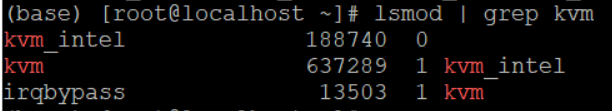 (base) [root@localhost ~]# lsmod | grep kvm
kvm_intel 188740 0
kvm 637289 1 kvm_intel
irqbypass 13503 1 kvm